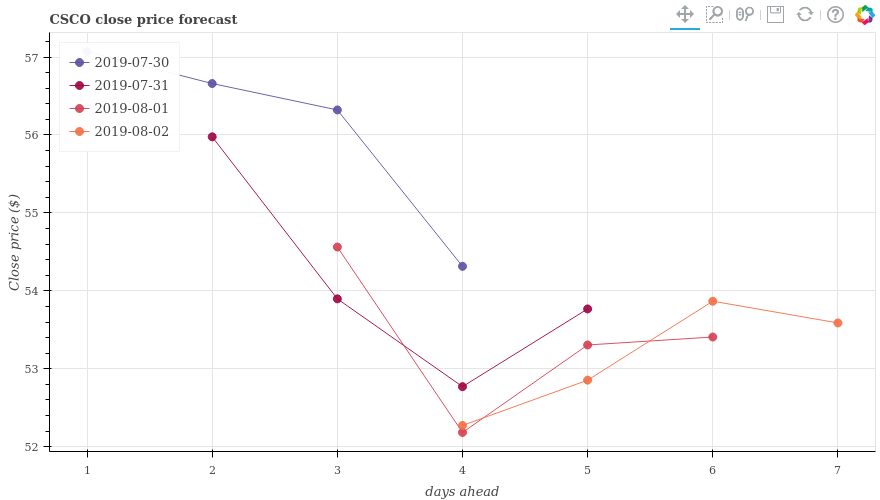 CSCO close price forecast
2019-07-30
2019-07-31
2019-08-01
2019-08-02
Close price ($)
57
56
55
54
53
52
1 2 3 4 5 6 7
days ahead